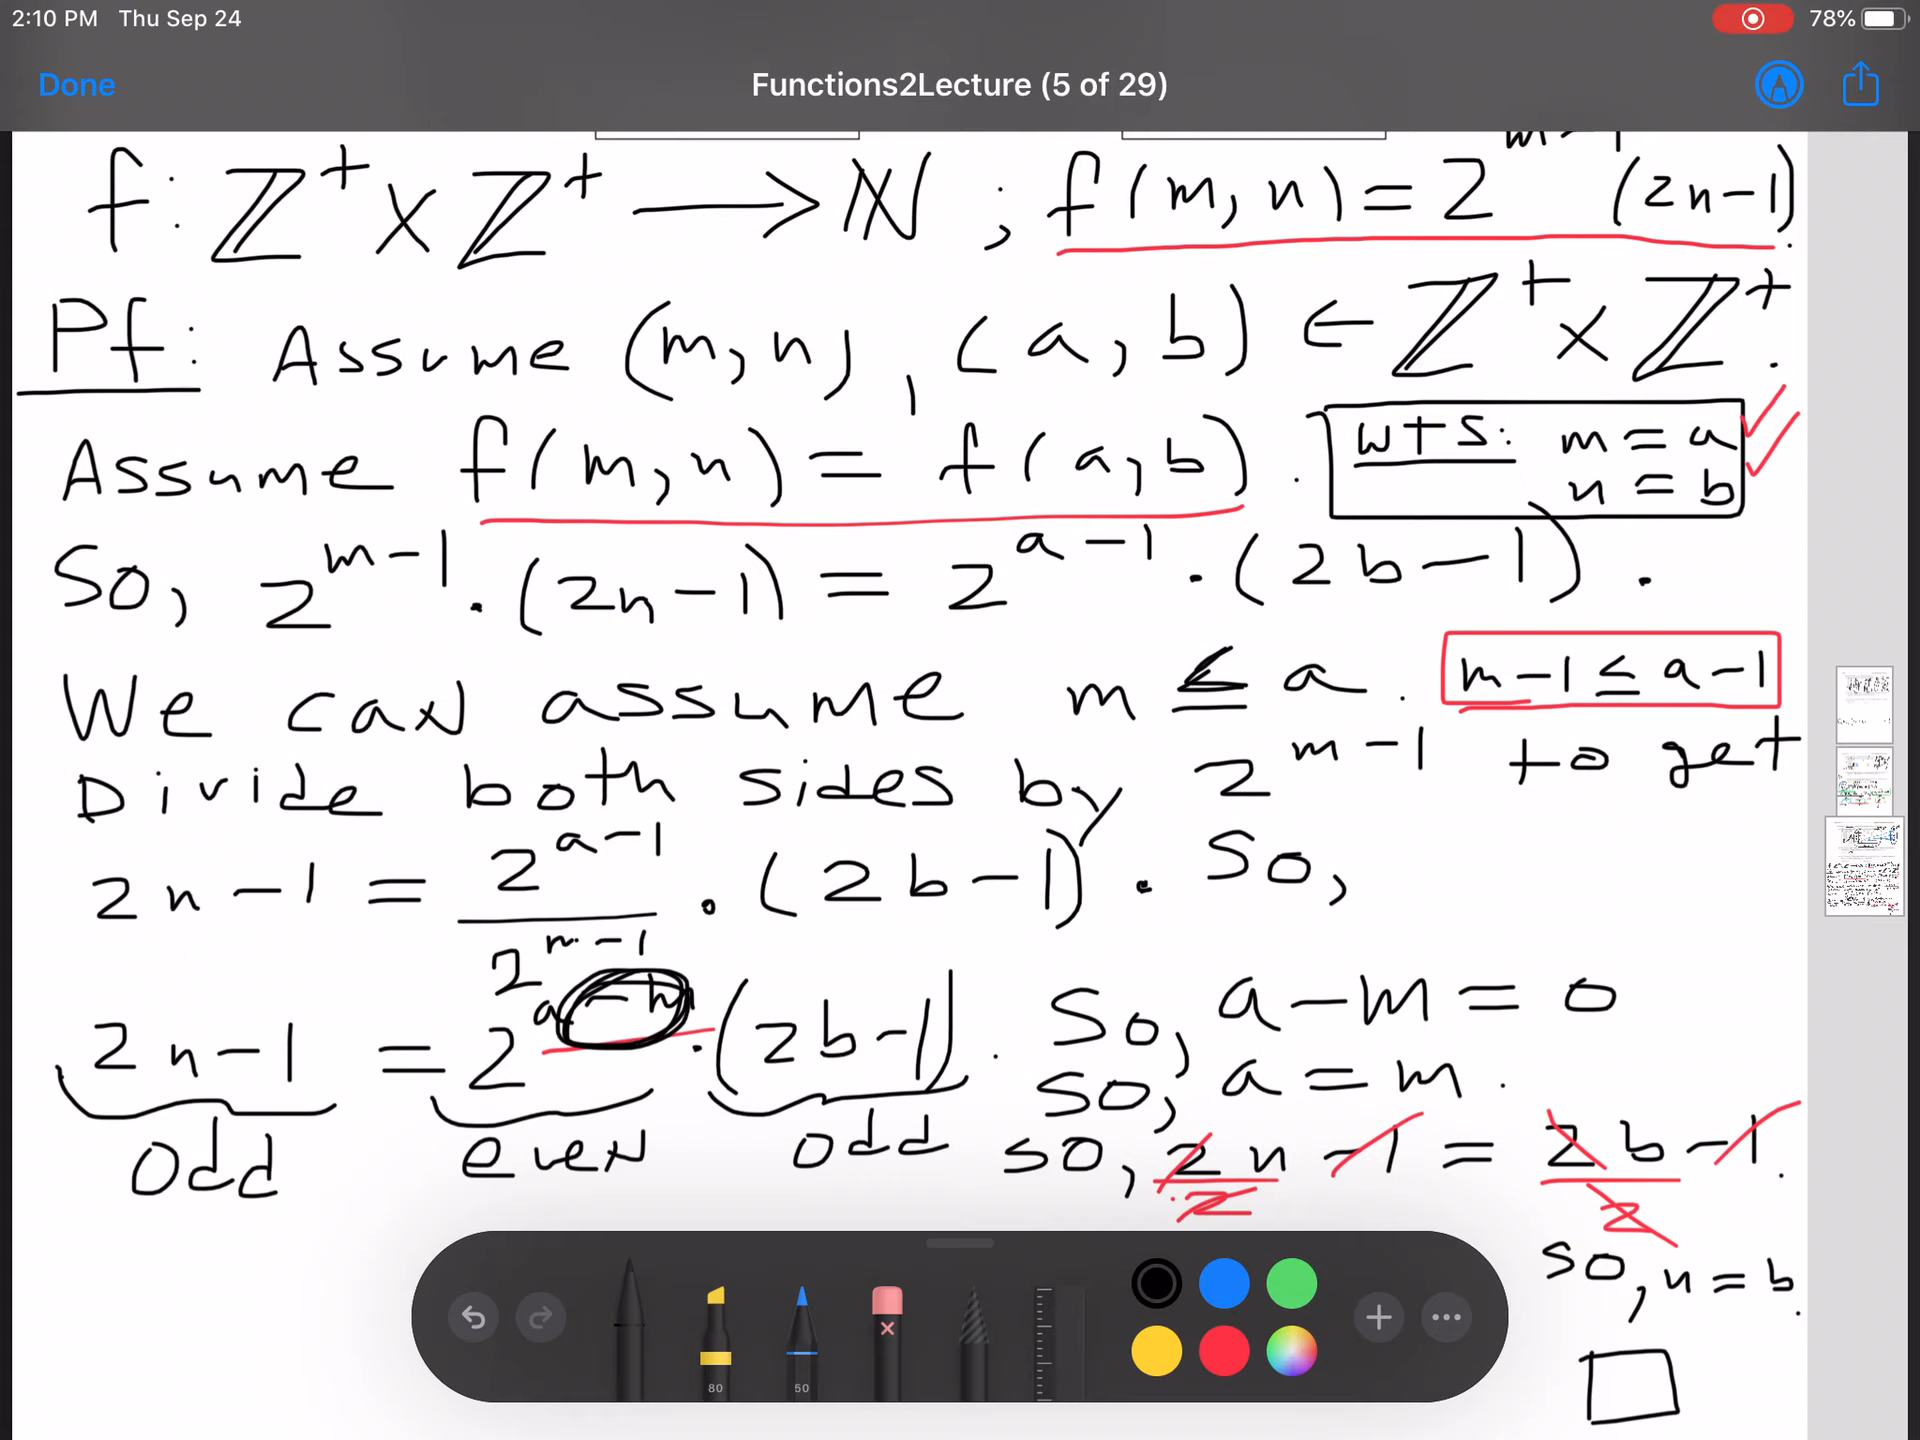 2:10 PM Thu Sep 24
78%
Done
Functions2Lecture (5 of 29)
f: ℤ⁺ × ℤ⁺ ⟶ ℕ ; f(m,n) = 2^(m-1) (2n-1).
Pf: Assume (m,n), (a,b) ∈ ℤ⁺ × ℤ⁺.
Assume f(m,n) = f(a,b).
WTS: m = a
n = b
So, 2^(m-1) · (2n-1) = 2^(a-1) · (2b-1).
We can assume m ≤ a. m-1 ≤ a-1
Divide both sides by 2^(m-1) to get
2n-1 = 2^(a-1) / 2^(m-1) · (2b-1). So,
2n-1 = 2^(a-m) · (2b-1).
odd even odd
So, a-m = 0
So, a = m.
So, 2n/2 -1 = 2b/2 -1.
So, n = b.
80
50